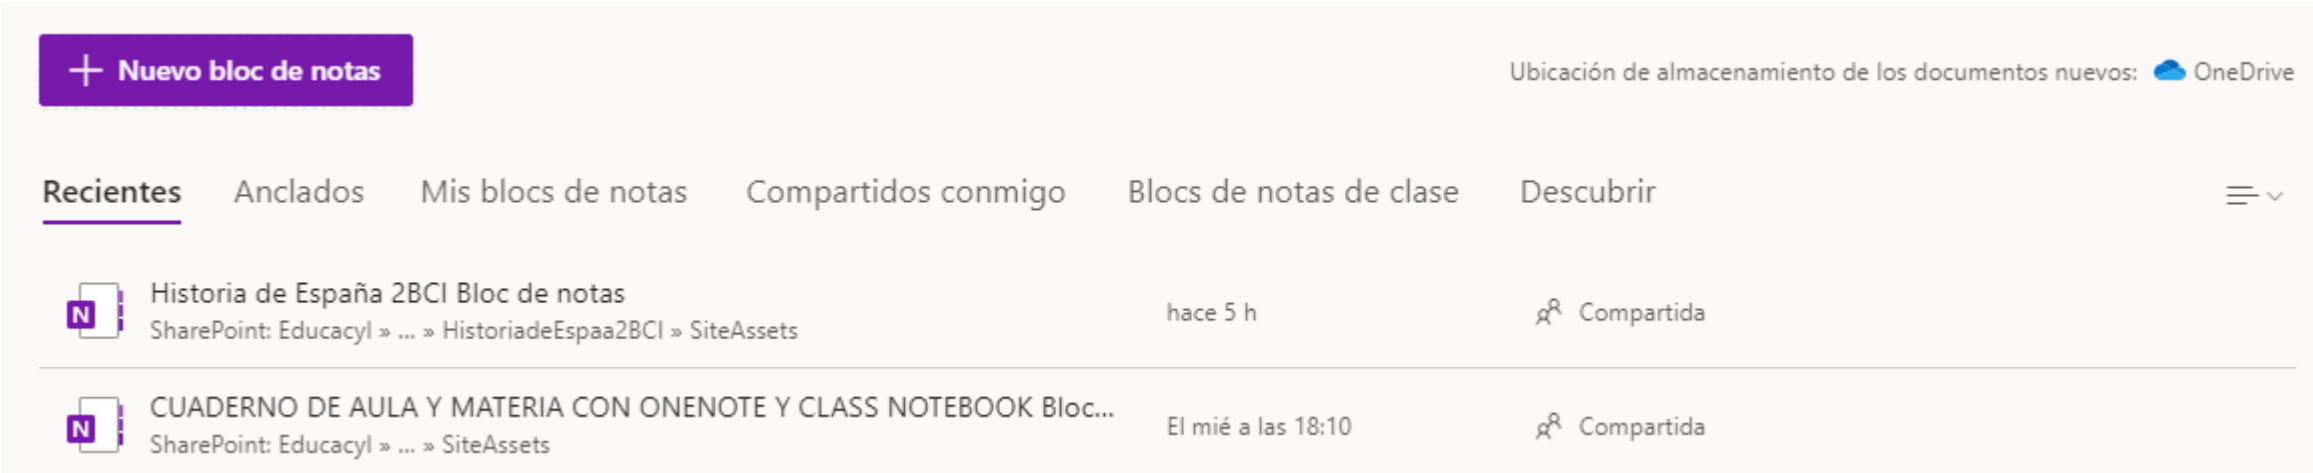 + Nuevo bloc de notas
Ubicación de almacenamiento de los documentos nuevos: OneDrive
Recientes Anclados Mis blocs de notas Compartidos conmigo Blocs de notas de clase Descubrir
Historia de España 2BCI Bloc de notas
SharePoint: Educacyl » ... » HistoriadeEspaa2BCI » SiteAssets
hace 5 h
Compartida
CUADERNO DE AULA Y MATERIA CON ONENOTE Y CLASS NOTEBOOK Bloc...
SharePoint: Educacyl » ... » SiteAssets
El mié a las 18:10
Compartida